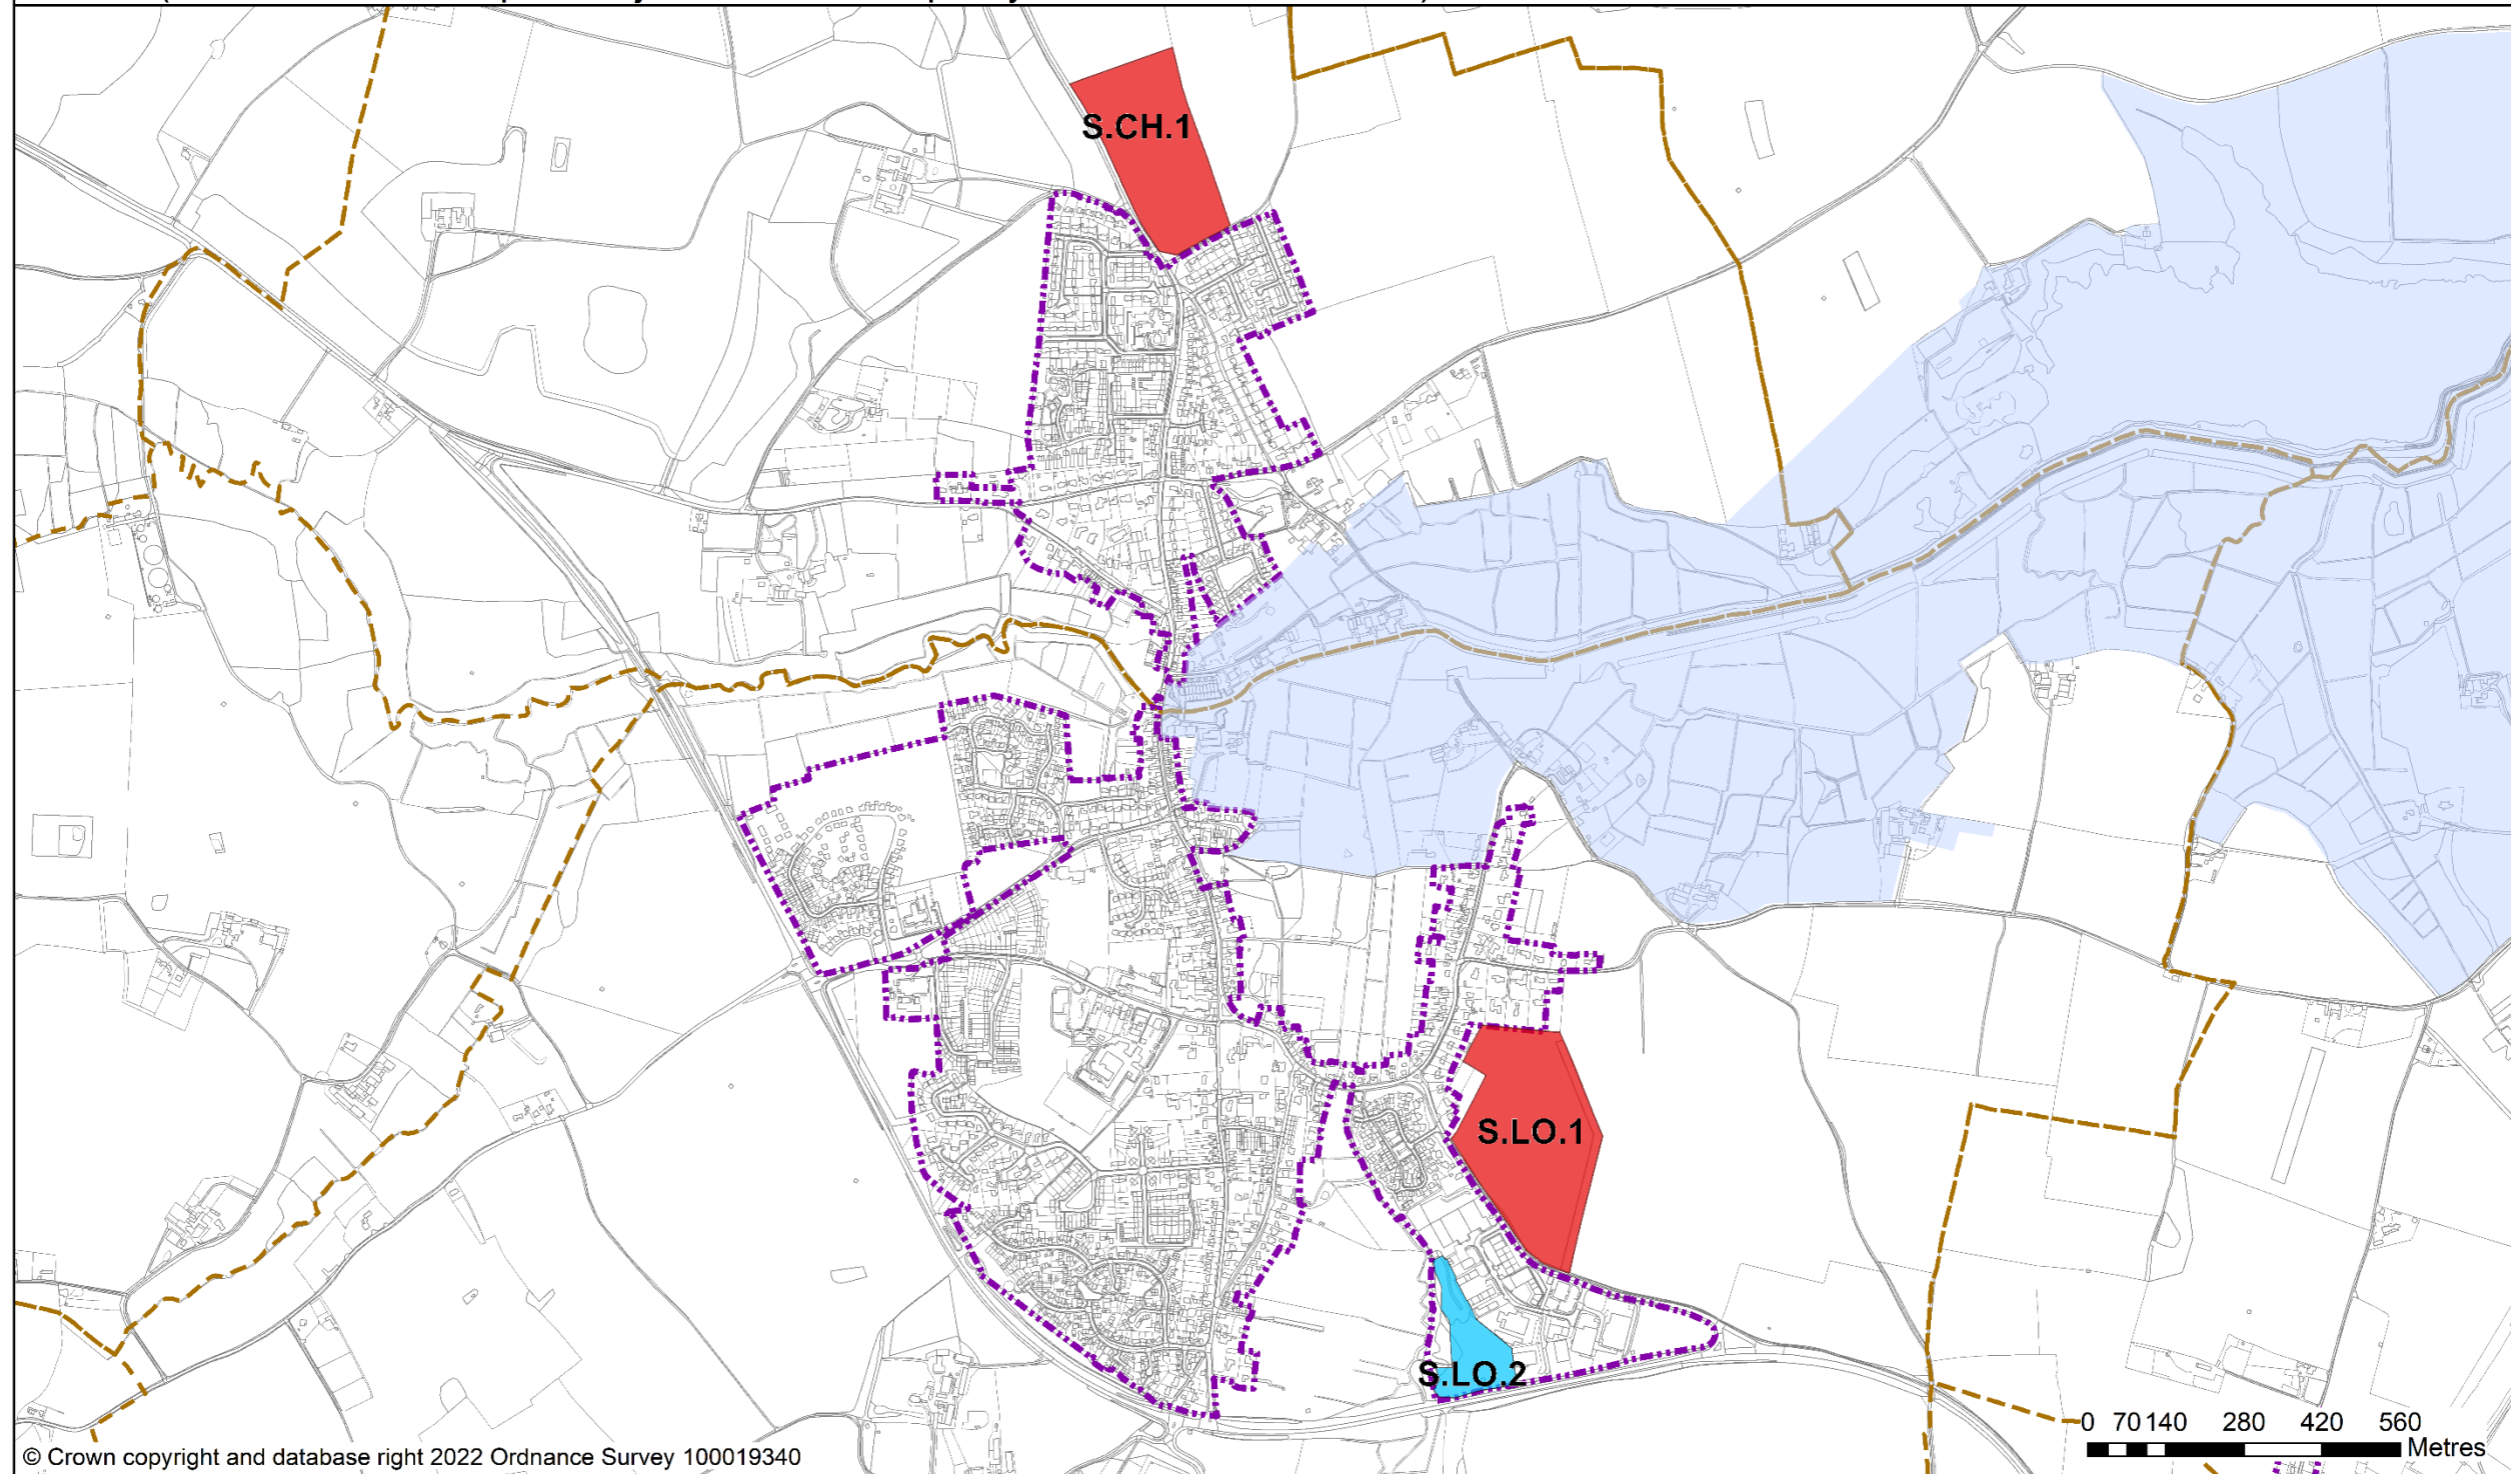 S.CH.1
S.LO.1
S.LO.2
0 70 140 280 420 560
Metres
© Crown copyright and database right 2022 Ordnance Survey 100019340